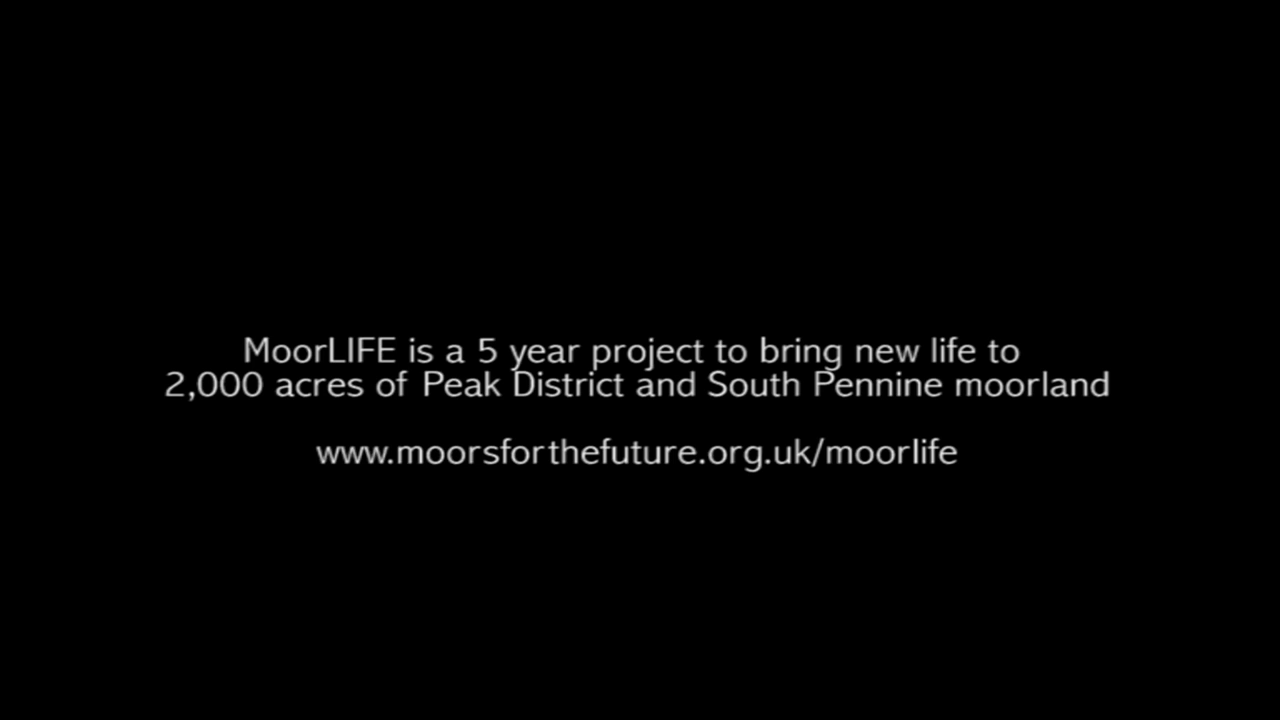 MoorLIFE is a 5 year project to bring new life to
2,000 acres of Peak District and South Pennine moorland
www.moorsforthefuture.org.uk/moorlife